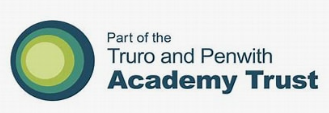 Part of the
Truro and Penwith
Academy Trust